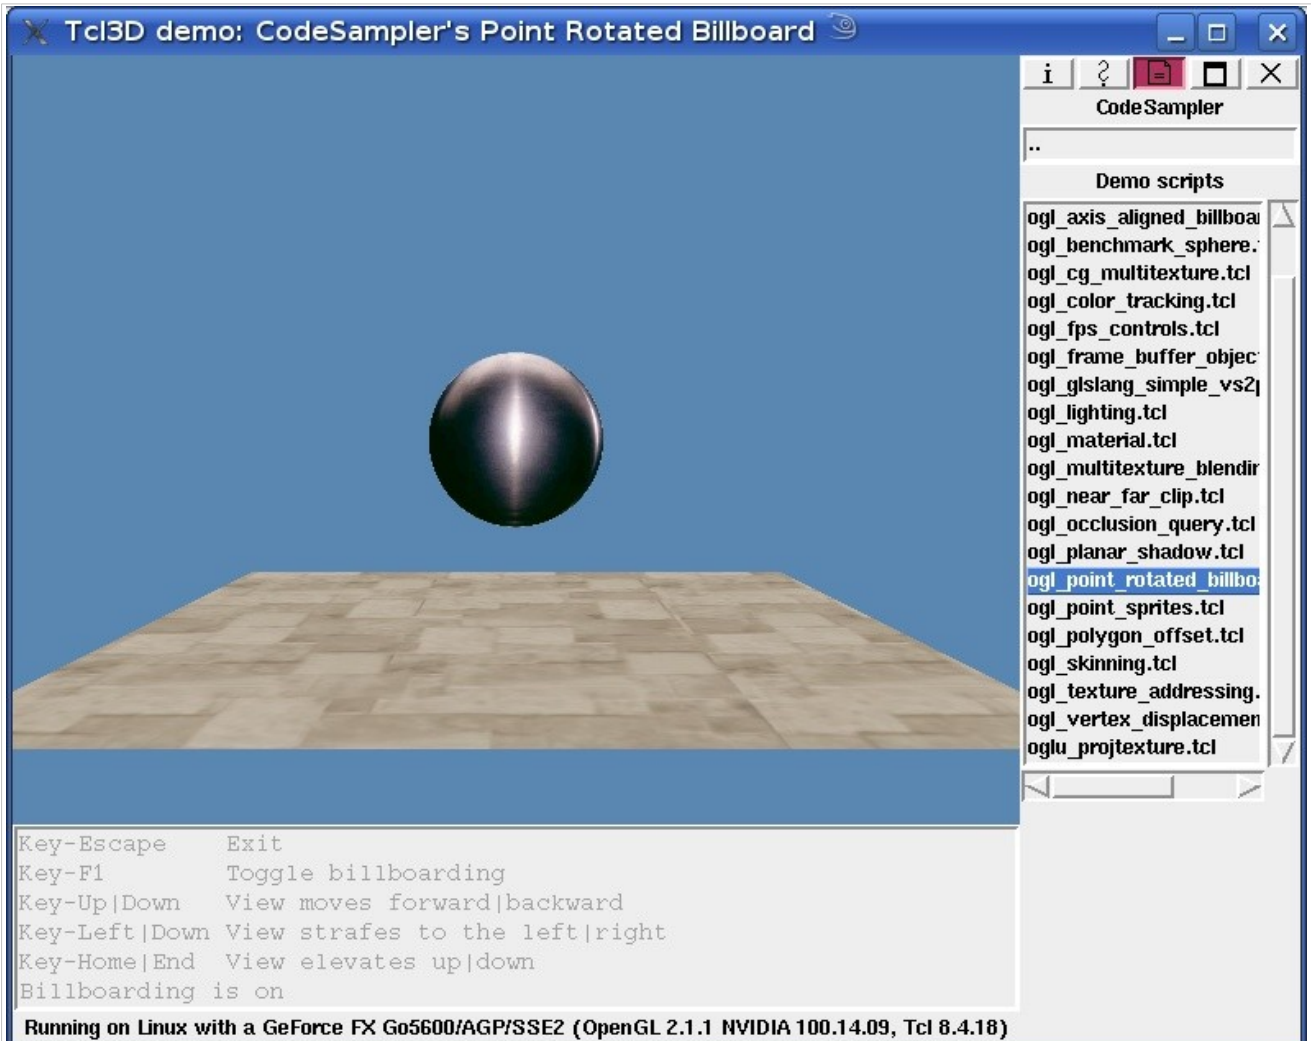 Tcl3D demo: CodeSampler's Point Rotated Billboard
i ?
CodeSampler
..
Demo scripts
ogl_axis_aligned_billboar
ogl_benchmark_sphere.
ogl_cg_multitexture.tcl
ogl_color_tracking.tcl
ogl_fps_controls.tcl
ogl_frame_buffer_objec
ogl_glslang_simple_vs2p
ogl_lighting.tcl
ogl_material.tcl
ogl_multitexture_blendin
ogl_near_far_clip.tcl
ogl_occlusion_query.tcl
ogl_planar_shadow.tcl
ogl_point_rotated_billbo
ogl_point_sprites.tcl
ogl_polygon_offset.tcl
ogl_skinning.tcl
ogl_texture_addressing.
ogl_vertex_displacemen
oglu_projtexture.tcl
Key-Escape Exit
Key-F1 Toggle billboarding
Key-Up|Down View moves forward|backward
Key-Left|Down View strafes to the left|right
Key-Home|End View elevates up|down
Billboarding is on
Running on Linux with a GeForce FX Go5600/AGP/SSE2 (OpenGL 2.1.1 NVIDIA 100.14.09, Tcl 8.4.18)